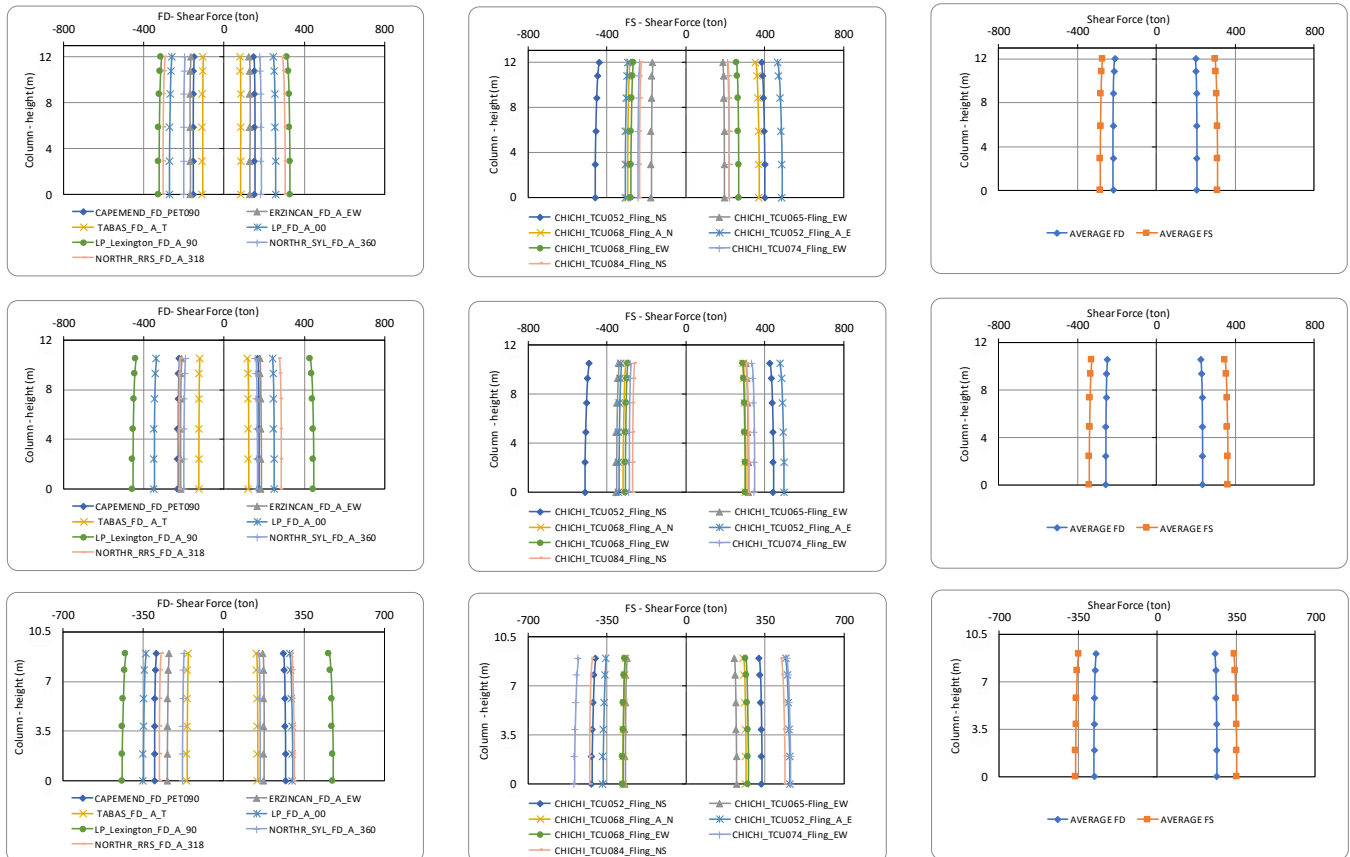 FD- Shear Force (ton)
-800 -400 0 400 800
12
8
4
0
Column - height (m)
CAPEMEND_FD_PET090 ERZINCAN_FD_A_EW
TABAS_FD_A_T LP_FD_A_00
LP_Lexington_FD_A_90 NORTHR_SYL_FD_A_360
NORTHR_RRS_FD_A_318
FS - Shear Force (ton)
-800 -400 0 400 800
12
8
4
0
Column - height (m)
CHICHI_TCU052_Fling_NS CHICHI_TCU065-Fling_EW
CHICHI_TCU068_Fling_A_N CHICHI_TCU052_Fling_A_E
CHICHI_TCU068_Fling_EW CHICHI_TCU074_Fling_EW
CHICHI_TCU084_Fling_NS
Shear Force (ton)
-800 -400 0 400 800
12
8
4
0
Column - height (m)
AVERAGE FD AVERAGE FS
FD- Shear Force (ton)
-800 -400 0 400 800
12
8
4
0
Column - height (m)
CAPEMEND_FD_PET090 ERZINCAN_FD_A_EW
TABAS_FD_A_T LP_FD_A_00
LP_Lexington_FD_A_90 NORTHR_SYL_FD_A_360
NORTHR_RRS_FD_A_318
FS - Shear Force (ton)
-800 -400 0 400 800
12
8
4
0
Column - height (m)
CHICHI_TCU052_Fling_NS CHICHI_TCU065-Fling_EW
CHICHI_TCU068_Fling_A_N CHICHI_TCU052_Fling_A_E
CHICHI_TCU068_Fling_EW CHICHI_TCU074_Fling_EW
CHICHI_TCU084_Fling_NS
Shear Force (ton)
-800 -400 0 400 800
12
8
4
0
Column - height (m)
AVERAGE FD AVERAGE FS
FD- Shear Force (ton)
-700 -350 0 350 700
10.5
7
3.5
0
Column - height (m)
CAPEMEND_FD_PET090 ERZINCAN_FD_A_EW
TABAS_FD_A_T LP_FD_A_00
LP_Lexington_FD_A_90 NORTHR_SYL_FD_A_360
NORTHR_RRS_FD_A_318
FS - Shear Force (ton)
-700 -350 0 350 700
10.5
7
3.5
0
Column - height (m)
CHICHI_TCU052_Fling_NS CHICHI_TCU065-Fling_EW
CHICHI_TCU068_Fling_A_N CHICHI_TCU052_Fling_A_E
CHICHI_TCU068_Fling_EW CHICHI_TCU074_Fling_EW
CHICHI_TCU084_Fling_NS
Shear Force (ton)
-700 -350 0 350 700
10.5
7
3.5
0
Column - height (m)
AVERAGE FD AVERAGE FS